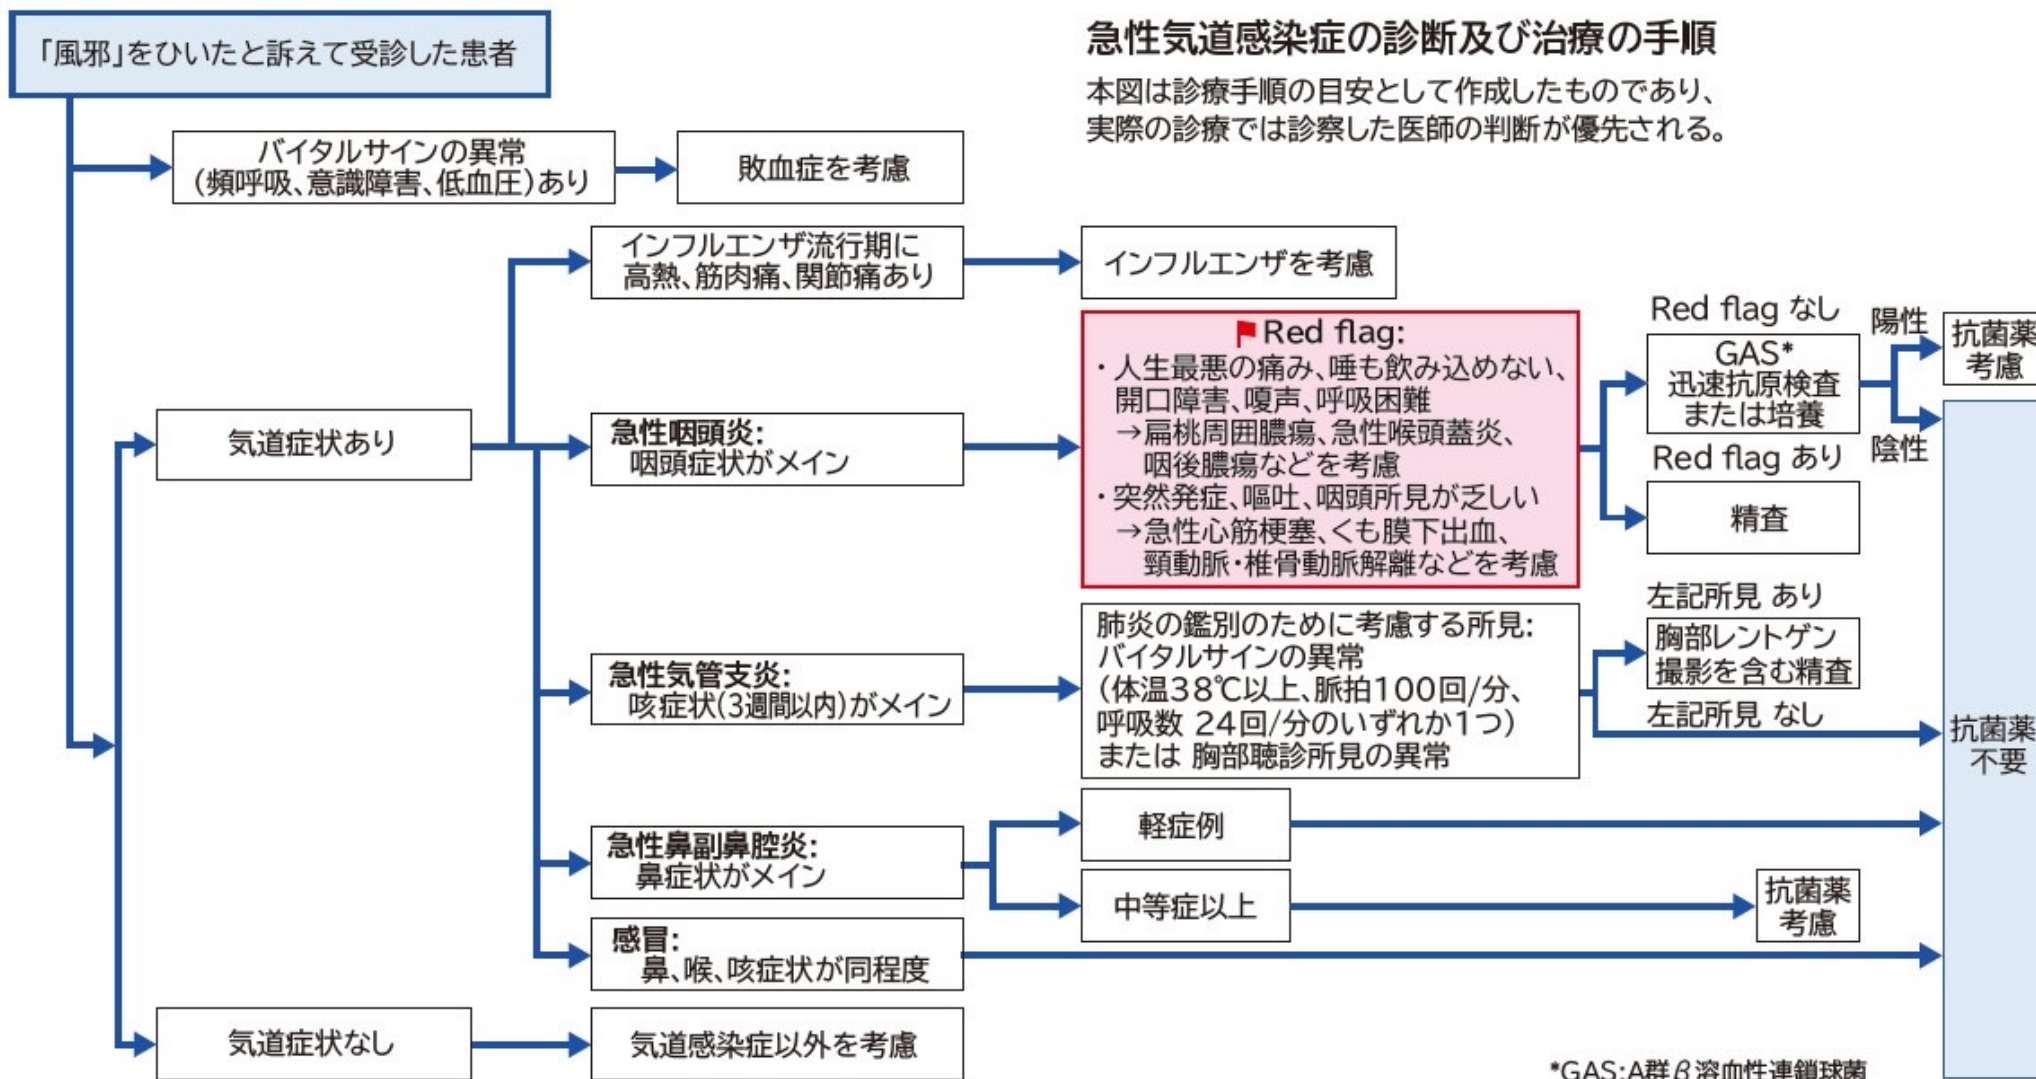 「風邪」をひいたと訴えて受診した患者
急性気道感染症の診断及び治療の手順
本図は診療手順の目安として作成したものであり、
実際の診療では診察した医師の判断が優先される。
バイタルサインの異常
(頻呼吸、意識障害、低血圧)あり
敗血症を考慮
インフルエンザ流行期に
高熱、筋肉痛、関節痛あり
インフルエンザを考慮
気道症状あり
急性咽頭炎:
咽頭症状がメイン
Red flag:
・人生最悪の痛み、唾も飲み込めない、
開口障害、嗄声、呼吸困難
→扁桃周囲膿瘍、急性喉頭蓋炎、
咽後膿瘍などを考慮
・突然発症、嘔吐、咽頭所見が乏しい
→急性心筋梗塞、くも膜下出血、
頸動脈・椎骨動脈解離などを考慮
Red flag なし
GAS*
迅速抗原検査
または培養
陽性
抗菌薬
考慮
陰性
Red flag あり
精査
急性気管支炎:
咳症状(3週間以内)がメイン
肺炎の鑑別のために考慮する所見:
バイタルサインの異常
(体温38℃以上、脈拍100回/分、
呼吸数 24回/分のいずれか1つ)
または 胸部聴診所見の異常
左記所見 あり
胸部レントゲン
撮影を含む精査
左記所見 なし
抗菌薬
不要
急性鼻副鼻腔炎:
鼻症状がメイン
軽症例
中等症以上
抗菌薬
考慮
感冒:
鼻、喉、咳症状が同程度
気道症状なし
気道感染症以外を考慮
*GAS:A群β溶血性連鎖球菌